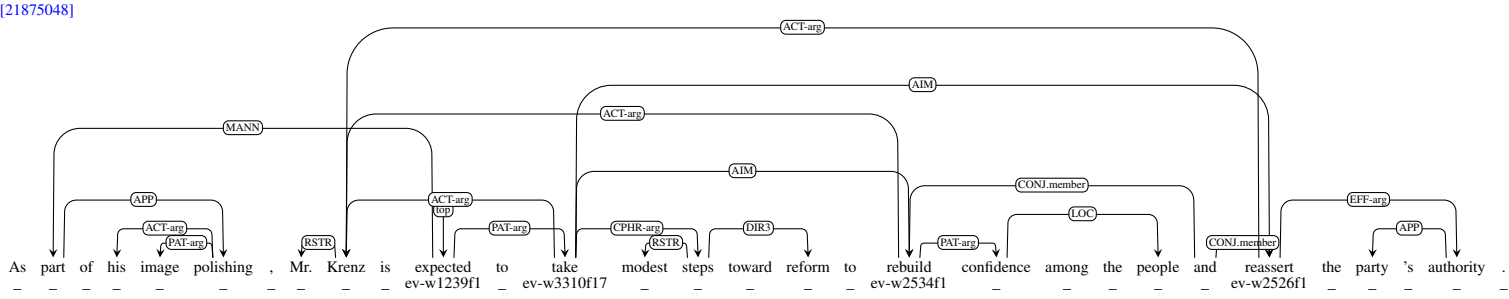 [21875048]
ACT-arg
AIM
ACT-arg
MANN
AIM
CONJ.member
APP ACT-arg EFF-arg
top
LOC
ACT-arg PAT-arg CPHR-arg DIR3 APP
PAT-arg RSTR RSTR PAT-arg CONJ.member
As part of his image polishing , Mr. Krenz is expected to take modest steps toward reform to rebuild confidence among the people and reassert the party 's authority .
_ _ _ _ _ _ _ _ _ _ ev-w1239f1 _ ev-w3310f17 _ _ _ _ _ ev-w2534f1 _ _ _ _ _ ev-w2526f1 _ _ _ _ _